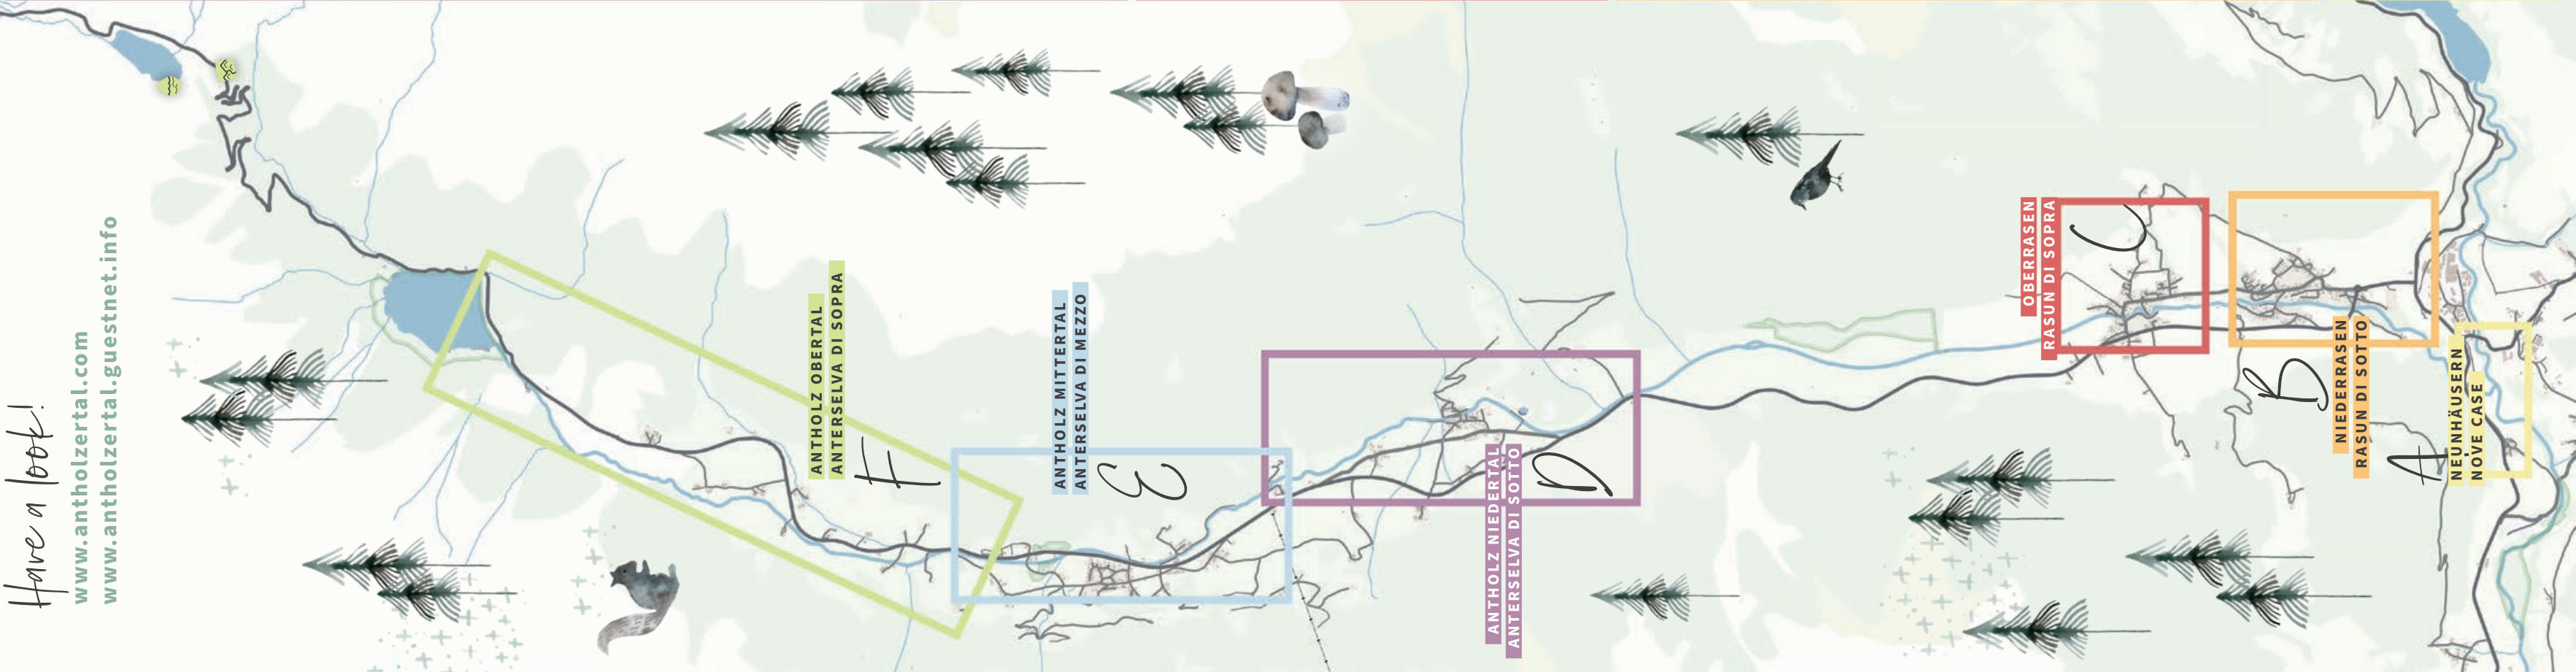 Have a look!
www.antholzertal.com
www.antholzertal.guestnet.info
ANTHOLZ OBERTAL
ANTERSELVA DI SOPRA
F
ANTHOLZ MITTERTAL
ANTERSELVA DI MEZZO
E
ANTHOLZ NIEDERTAL
ANTERSELVA DI SOTTO
D
OBERRASEN
RASUN DI SOPRA
C
B
NIEDERRASEN
RASUN DI SOTTO
A
NEUNHÄUSERN
NOVE CASE